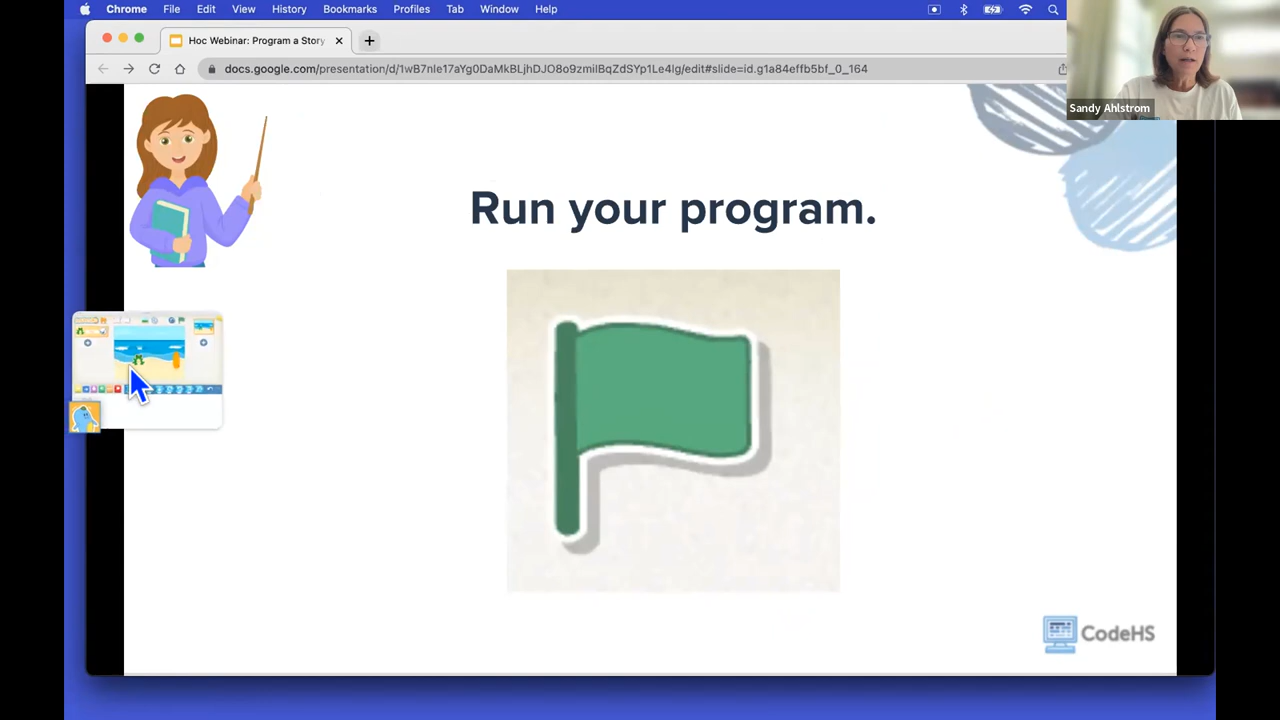 Chrome File Edit View History Bookmarks Profiles Tab Window Help
Hoc Webinar: Program a Story
docs.google.com/presentation/d/1wB7nIe17aYg0DaMkBLjhDJO8o9zmiIBqZdSYp1Le4Ig/edit#slide=id.g1a84effb5bf_0_164
Sandy Ahlstrom
Run your program.
CodeHS